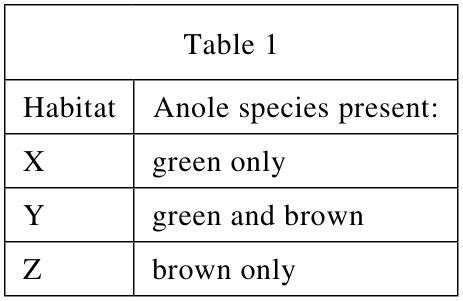 Table 1
Habitat Anole species present:
X green only
Y green and brown
Z brown only